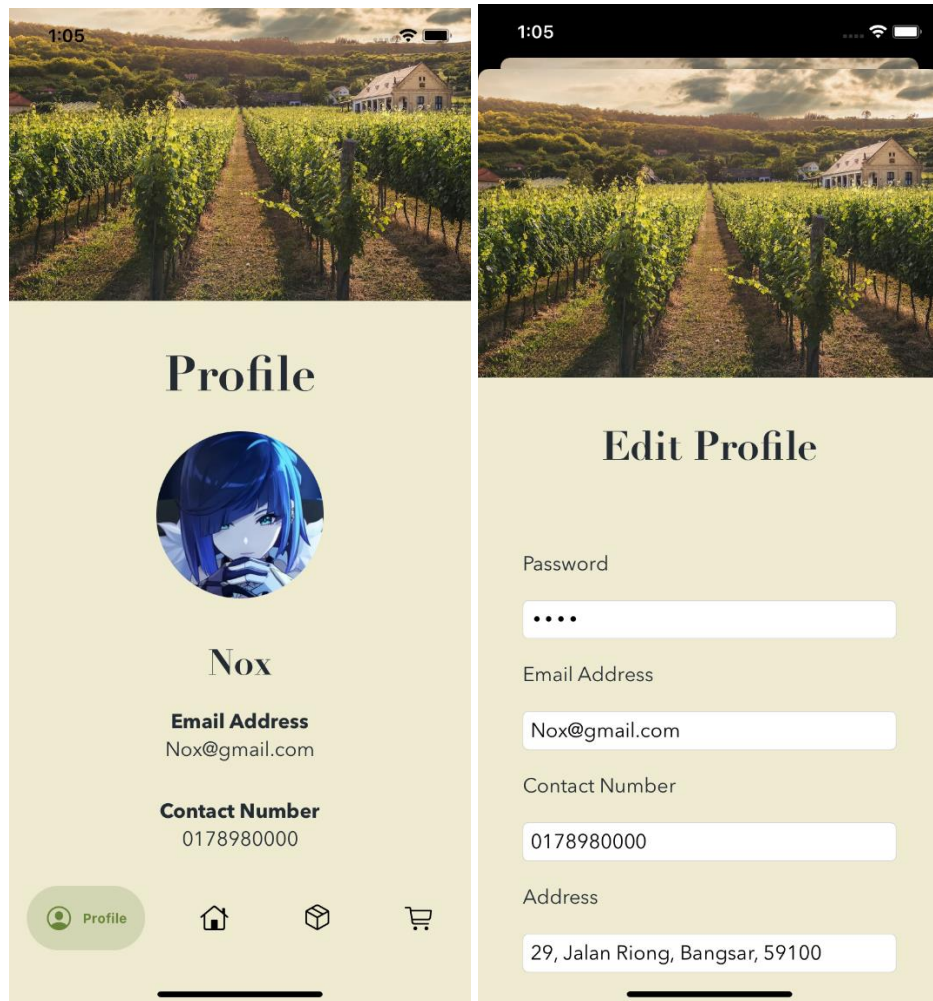 1:05
Profile
Nox
Email Address
Nox@gmail.com
Contact Number
0178980000
Profile
1:05
Edit Profile
Password
••••
Email Address
Nox@gmail.com
Contact Number
0178980000
Address
29, Jalan Riong, Bangsar, 59100